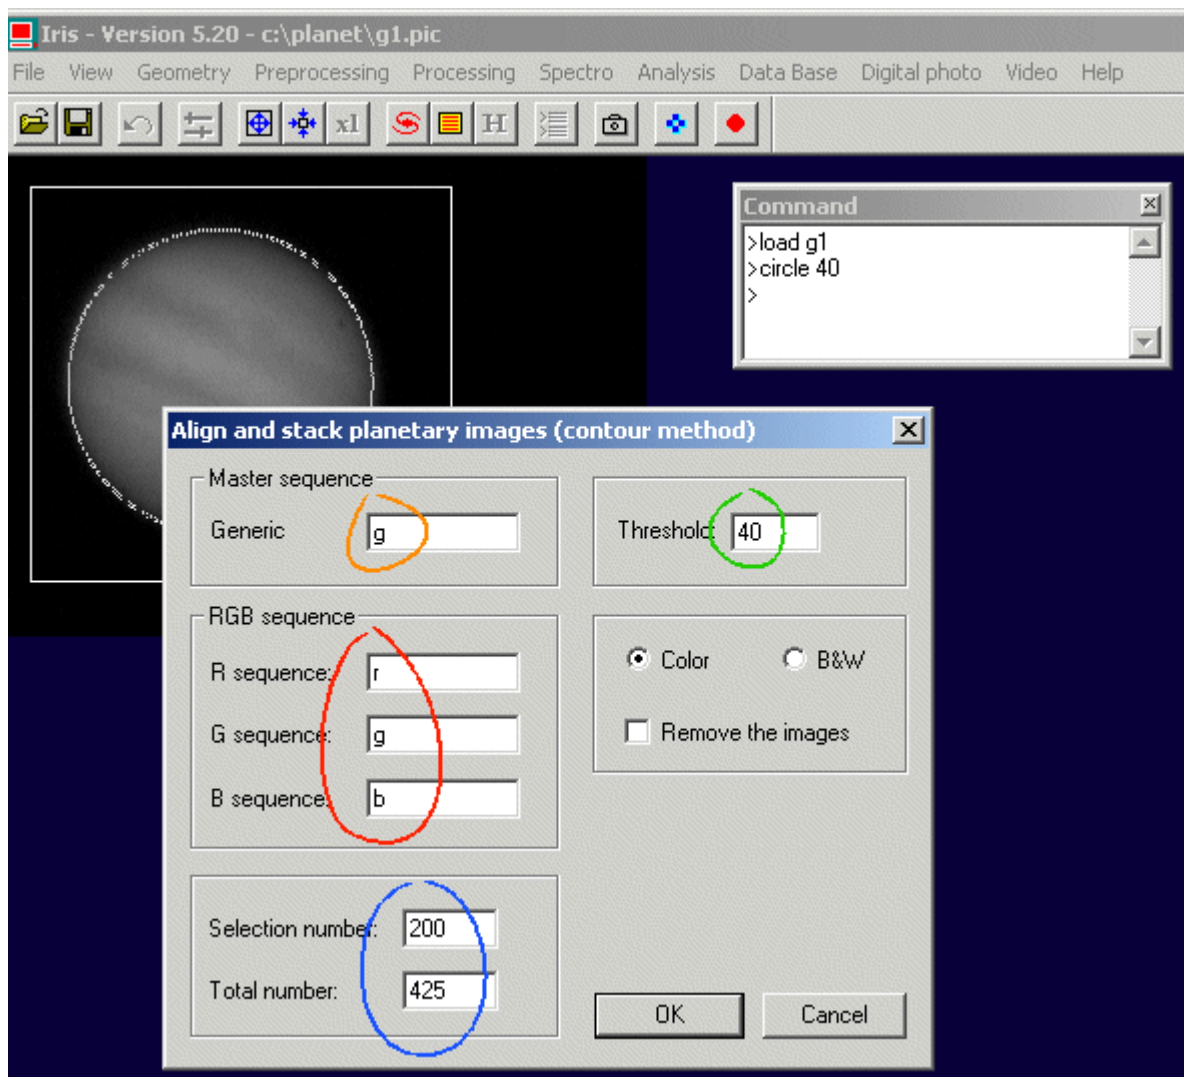 Iris - Version 5.20 - c:\planet\g1.pic
File View Geometry Preprocessing Processing Spectro Analysis Data Base Digital photo Video Help
x1 H
Command
>load g1
>circle 40
>
Align and stack planetary images (contour method)
Master sequence
Generic g
Threshold: 40
RGB sequence
R sequence: r
G sequence: g
B sequence: b
Color B&W
Remove the images
Selection number: 200
Total number: 425
OK Cancel